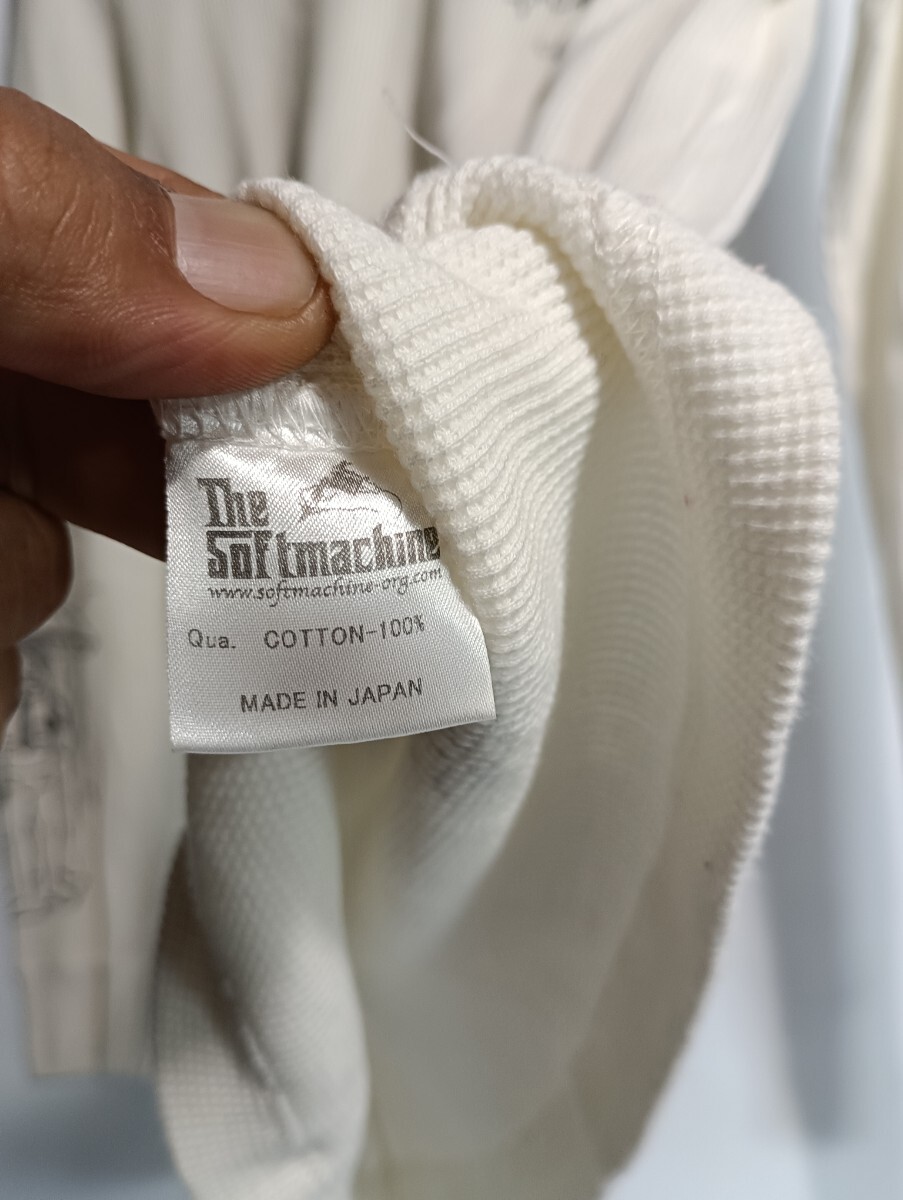 The
Softmachine
www.softmachine-org.com
Qua. COTTON-100%
MADE IN JAPAN